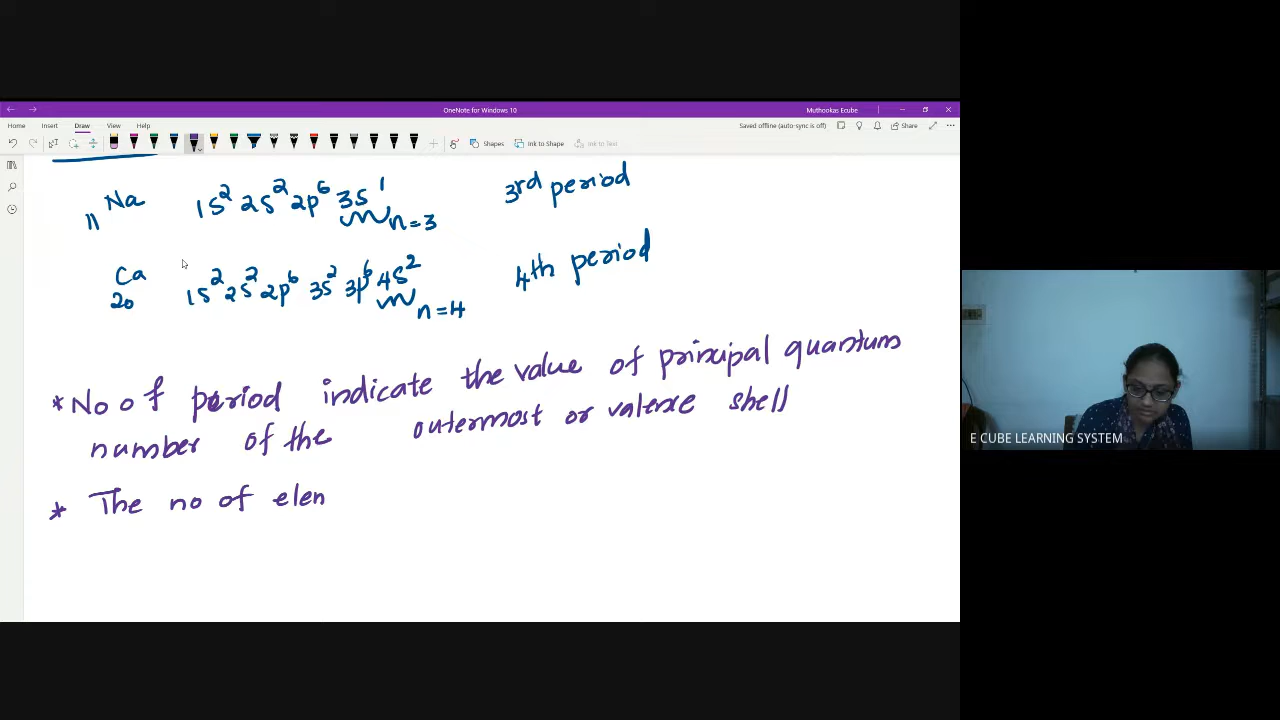 OneNote for Windows 10
Muthookas Ecube
Home Insert Draw View Help
Saved offline (auto-sync is off)
Share
Shapes
Ink to Shape
Ink to Text
11 Na 1s² 2s² 2p⁶ 3s¹ n=3 3rd period
Ca 20 1s² 2s² 2p⁶ 3s² 3p⁶ 4s² n=4 4th period
* No of period indicate the value of principal quantum
number of the outermost or valense shell
* The no of elen
E CUBE LEARNING SYSTEM